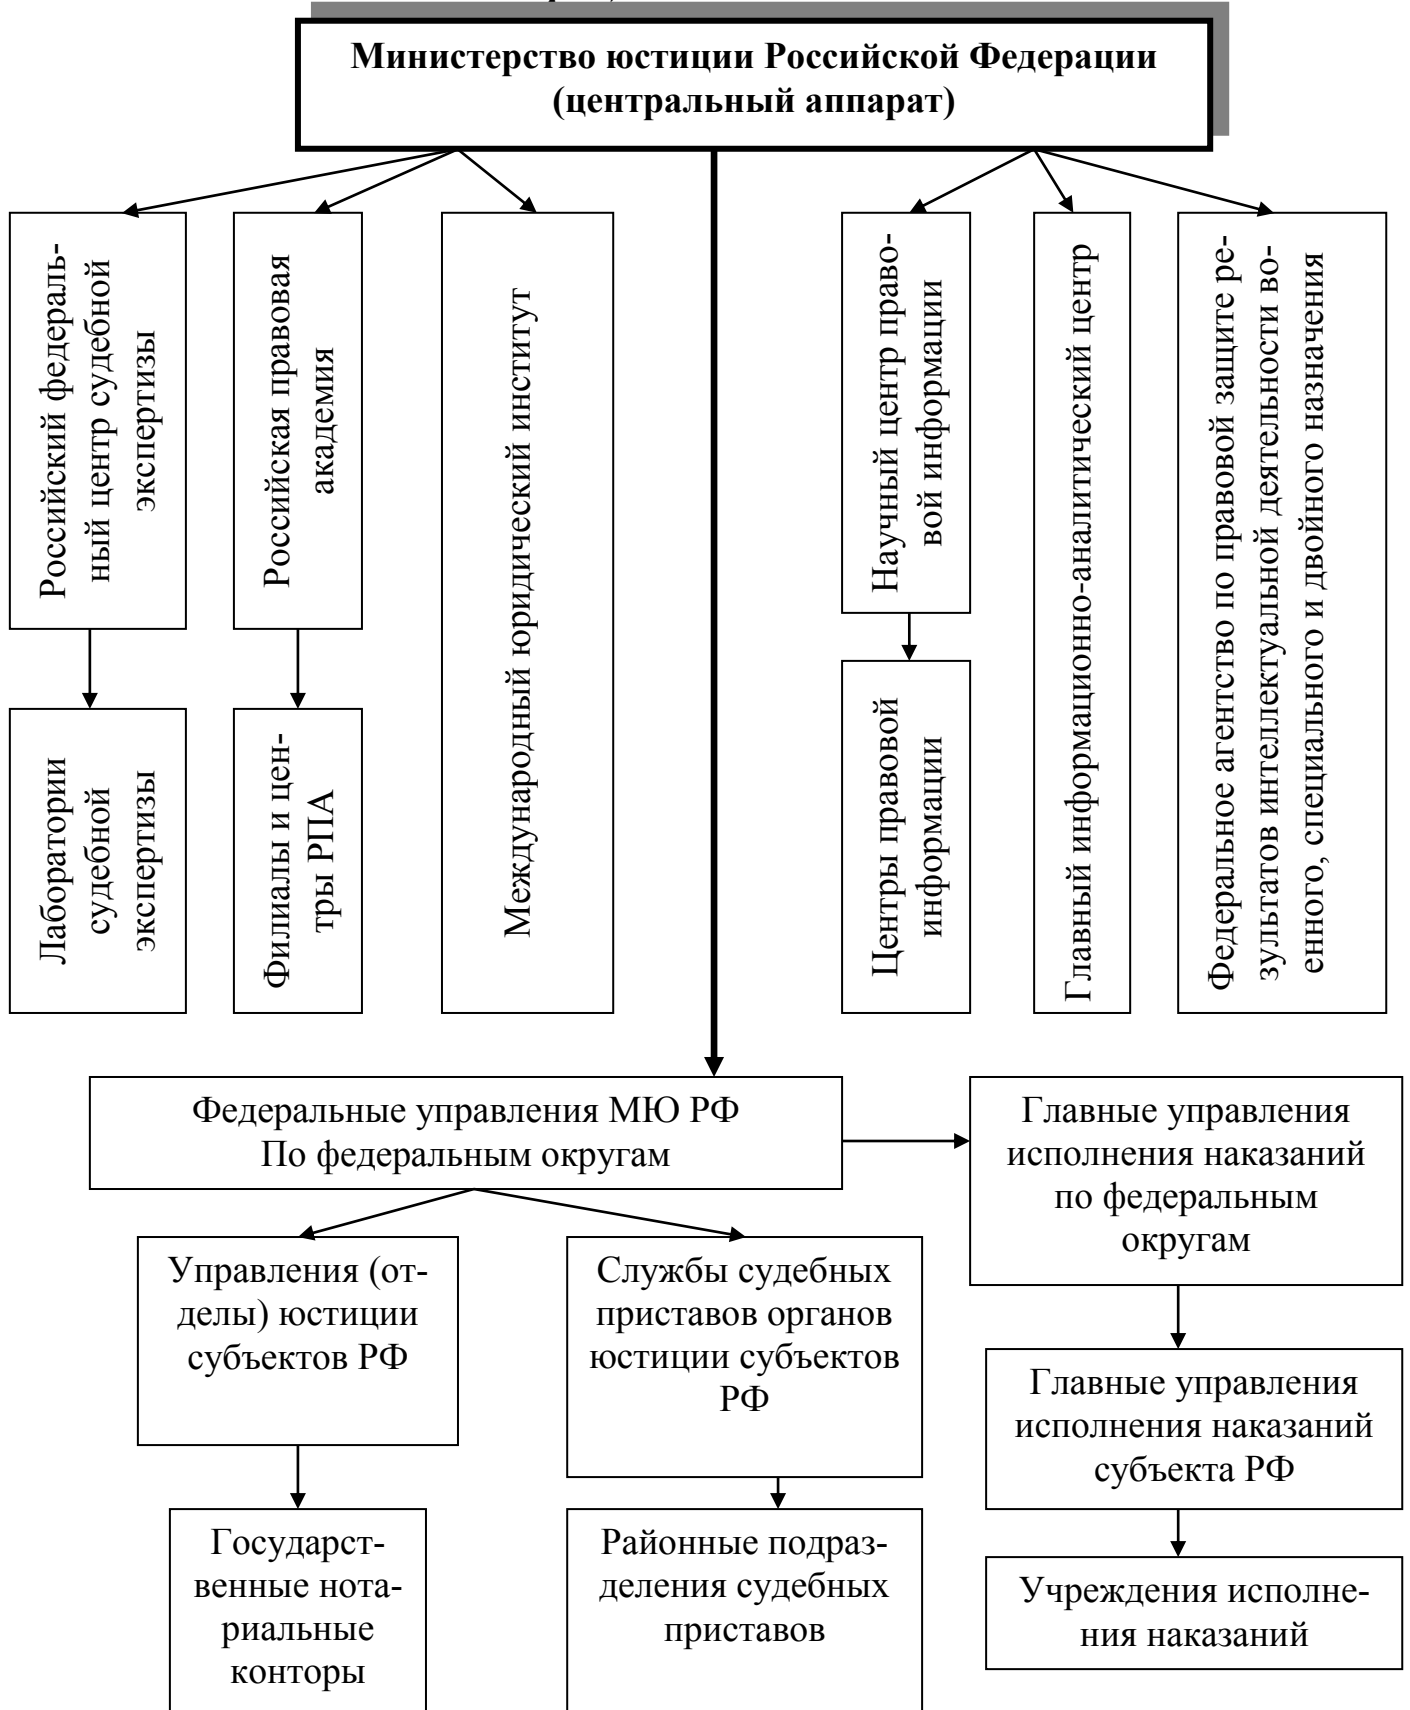 Министерство юстиции Российской Федерации
(центральный аппарат)
Российский федераль-
ный центр судебной
экспертизы
Российская правовая
академия
Международный юридический институт
Научный центр право-
вой информации
Главный информационно-аналитический центр
Федеральное агентство по правовой защите ре-
зультатов интеллектуальной деятельности во-
енного, специального и двойного назначения
Лаборатории
судебной
экспертизы
Филиалы и цен-
тры РПА
Центры правовой
информации
Федеральные управления МЮ РФ
По федеральным округам
Главные управления
исполнения наказаний
по федеральным
округам
Управления (от-
делы) юстиции
субъектов РФ
Службы судебных
приставов органов
юстиции субъектов
РФ
Главные управления
исполнения наказаний
субъекта РФ
Государст-
венные нота-
риальные
конторы
Районные подраз-
деления судебных
приставов
Учреждения исполне-
ния наказаний